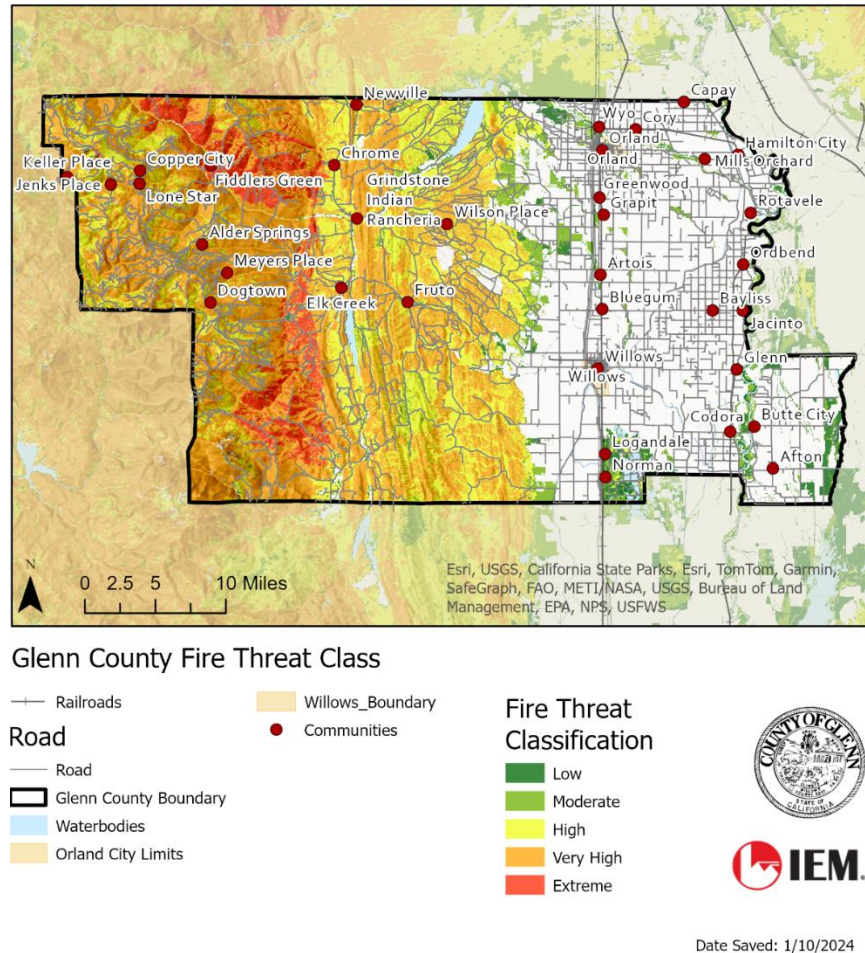 Newville
Capay
Wyo
Cory
Orland
Hamilton City
Keller Place
Copper City
Chrome
Orland
Mills Orchard
Jenks Place
Fiddlers Green
Grindstone
Indian
Rancheria
Lone Star
Greenwood
Grapit
Wilson Place
Rotavele
Alder Springs
Ordbend
Meyers Place
Artois
Dogtown
Elk Creek
Fruto
Bluegum
Bayliss
Jacinto
Willows
Willows
Glenn
Codora
Butte City
Logandale
Norman
Afton
N
0 2.5 5 10 Miles
Esri, USGS, California State Parks, Esri, TomTom, Garmin,
SafeGraph, FAO, METI/NASA, USGS, Bureau of Land
Management, EPA, NPS, USFWS
Glenn County Fire Threat Class
Railroads
Road
Road
Glenn County Boundary
Waterbodies
Orland City Limits
Willows_Boundary
Communities
Fire Threat
Classification
Low
Moderate
High
Very High
Extreme
COUNTY OF GLENN
STATE OF
CALIFORNIA
IEM.
Date Saved: 1/10/2024